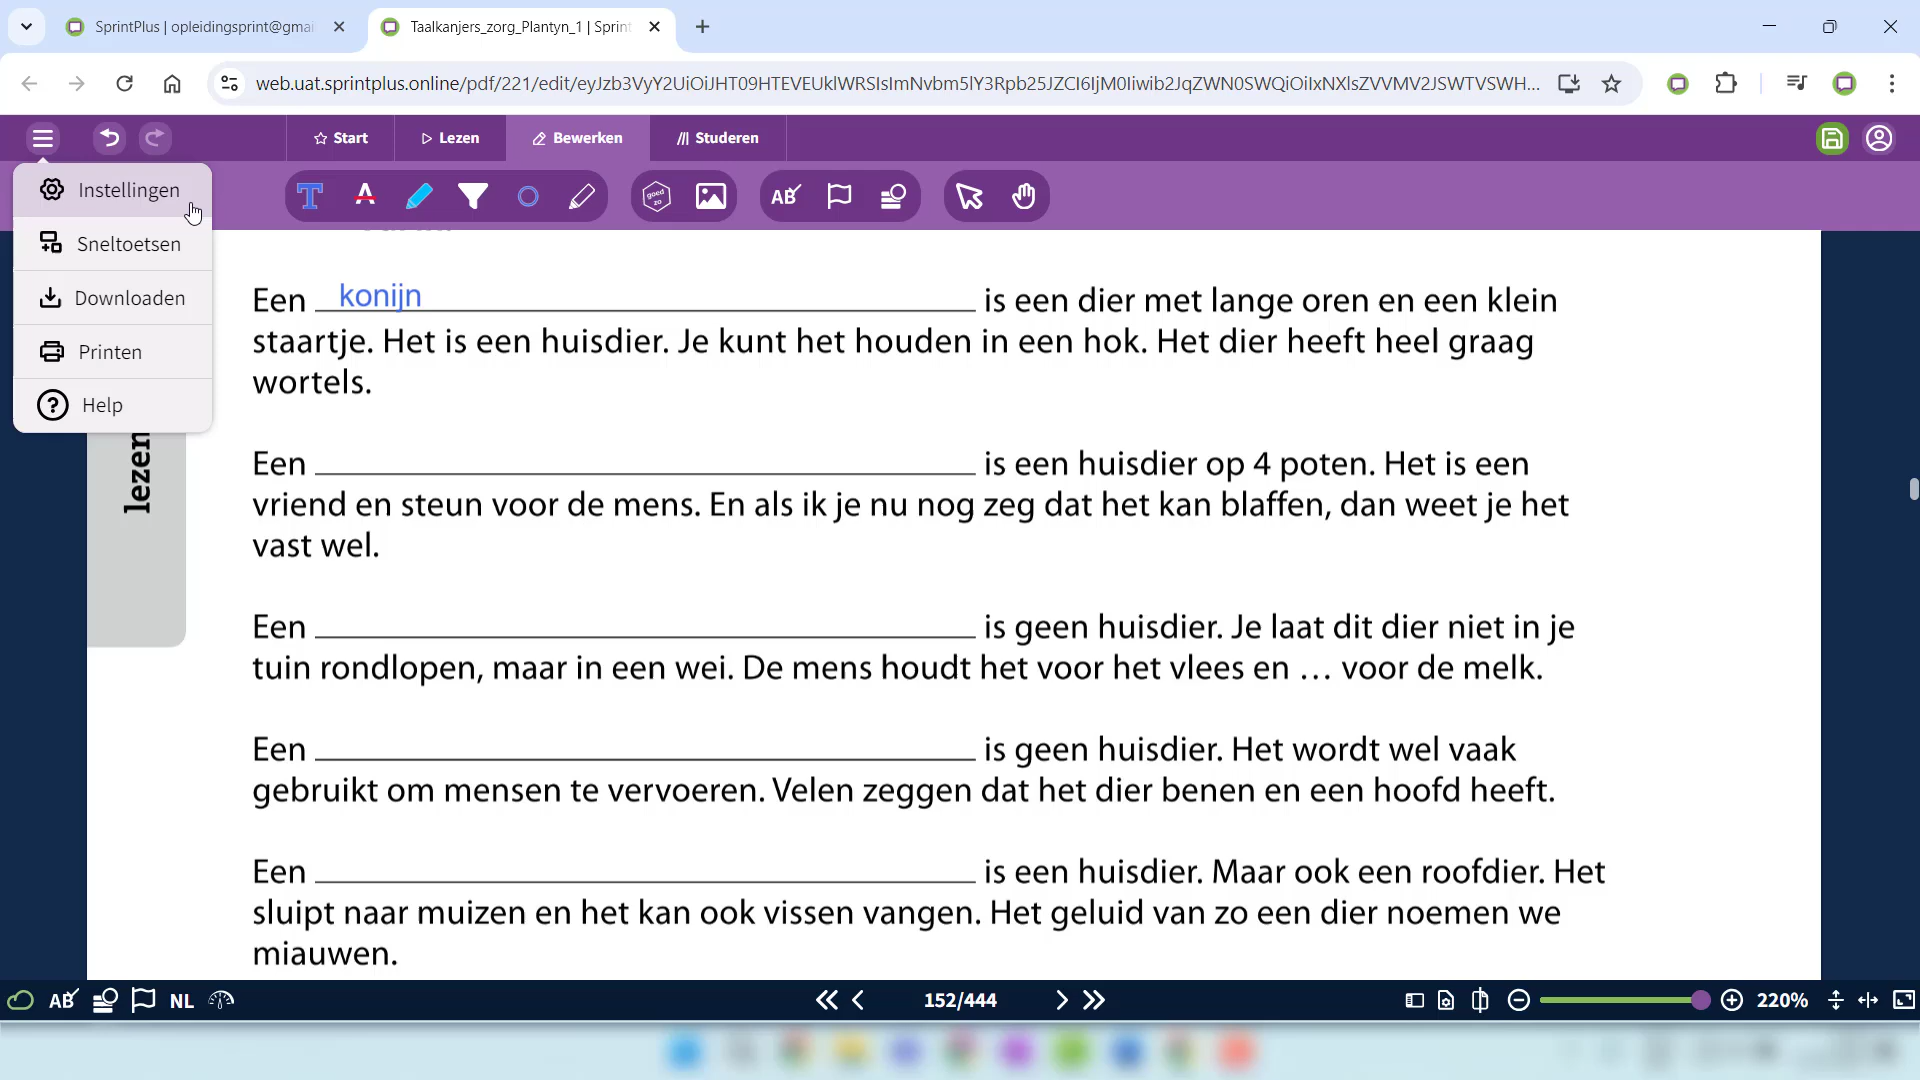 SprintPlus | opleidingsprint@gmai
Taalkanjers_zorg_Plantyn_1 | Sprint
web.uat.sprintplus.online/pdf/221/edit/eyJzb3VyY2UiOiJHT09HTEVEUklWRSIsImNvbm5lY3Rpb25JZCI6IjM0Iiwib2JqZWN0SWQiOiIxNXlsZVVMV2JSWTVSWH...
Start
Lezen
Bewerken
Studeren
Instellingen
Sneltoetsen
Downloaden
Printen
Help
T
A
goed zo
AB
lezen
Een konijn is een dier met lange oren en een klein
staartje. Het is een huisdier. Je kunt het houden in een hok. Het dier heeft heel graag
wortels.
Een is een huisdier op 4 poten. Het is een
vriend en steun voor de mens. En als ik je nu nog zeg dat het kan blaffen, dan weet je het
vast wel.
Een is geen huisdier. Je laat dit dier niet in je
tuin rondlopen, maar in een wei. De mens houdt het voor het vlees en … voor de melk.
Een is geen huisdier. Het wordt wel vaak
gebruikt om mensen te vervoeren. Velen zeggen dat het dier benen en een hoofd heeft.
Een is een huisdier. Maar ook een roofdier. Het
sluipt naar muizen en het kan ook vissen vangen. Het geluid van zo een dier noemen we
miauwen.
AB
NL
152/444
220%